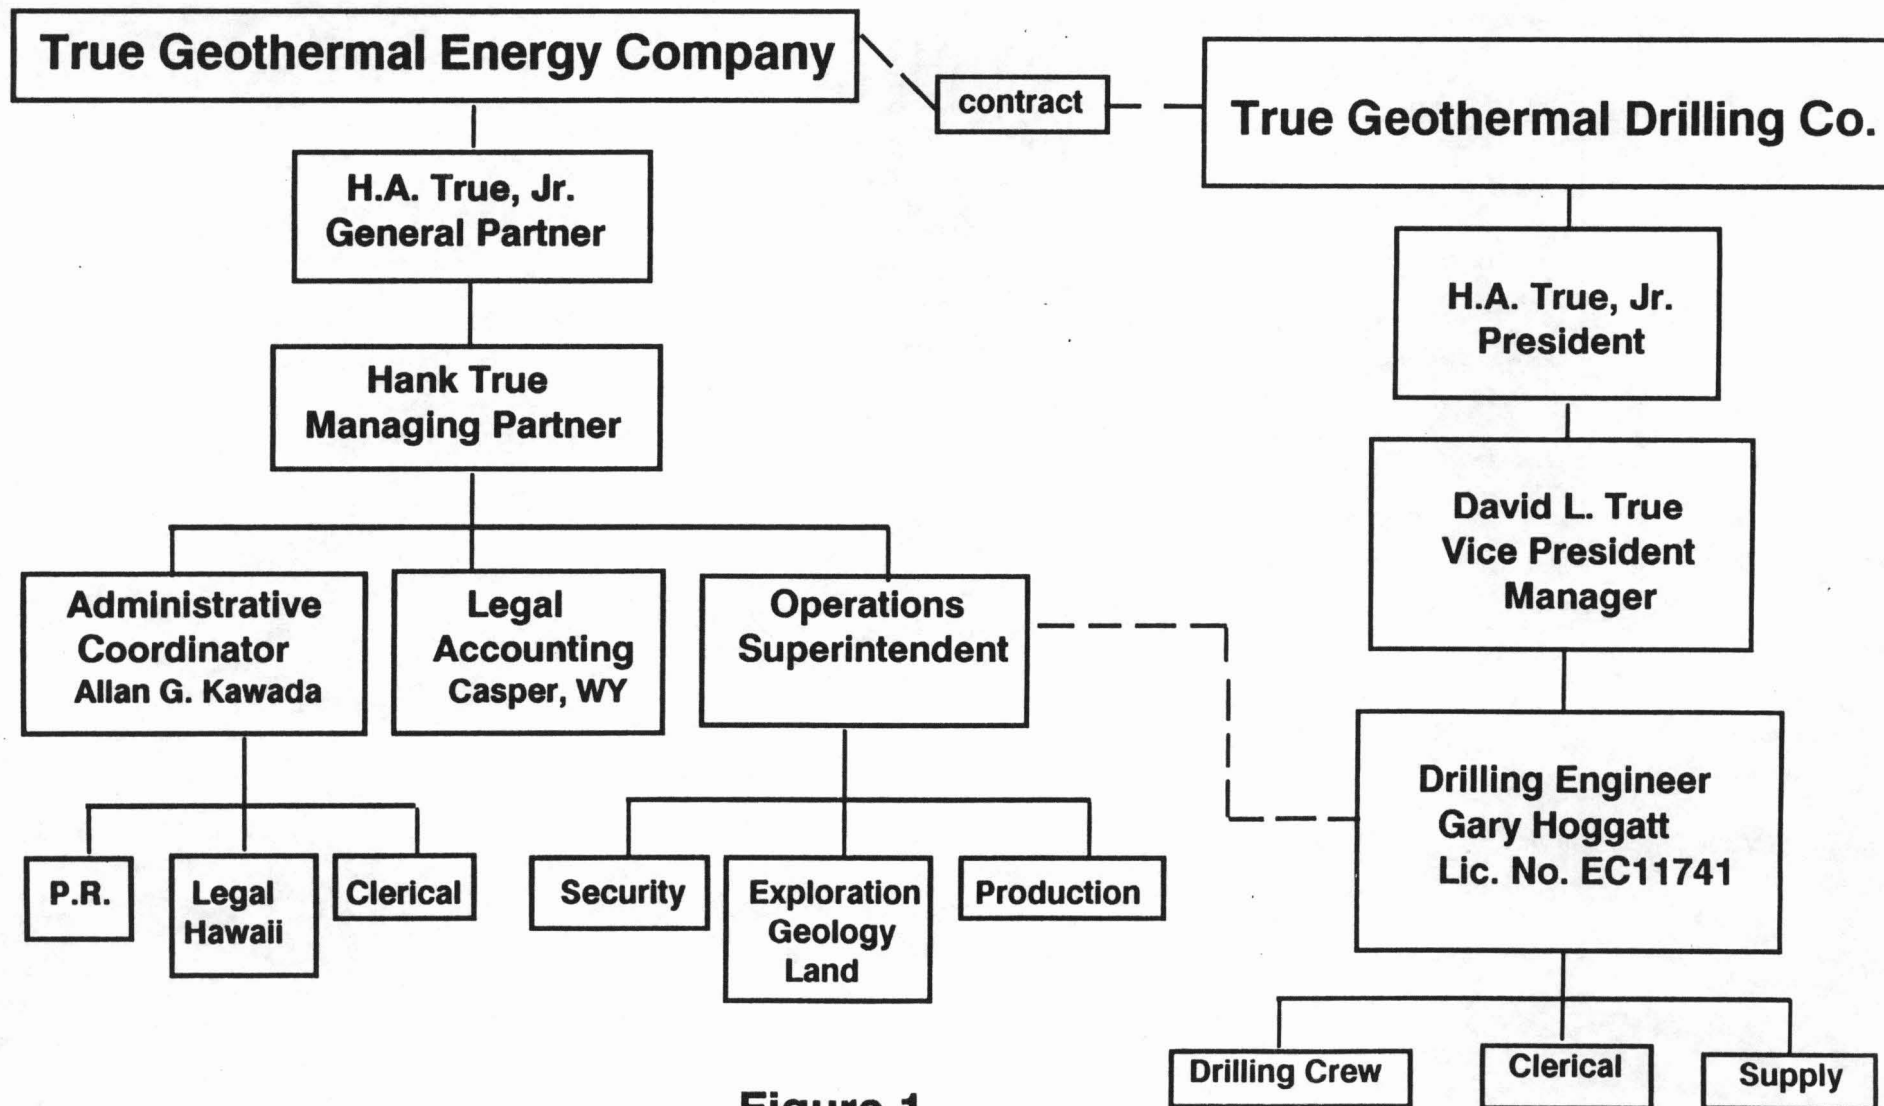 True Geothermal Energy Company
contract
True Geothermal Drilling Co.
H.A. True, Jr.
General Partner
Hank True
Managing Partner
Administrative
Coordinator
Allan G. Kawada
Legal
Accounting
Casper, WY
Operations
Superintendent
P.R.
Legal
Hawaii
Clerical
Security
Exploration
Geology
Land
Production
H.A. True, Jr.
President
David L. True
Vice President
Manager
Drilling Engineer
Gary Hoggatt
Lic. No. EC11741
Drilling Crew
Clerical
Supply
Figure 1